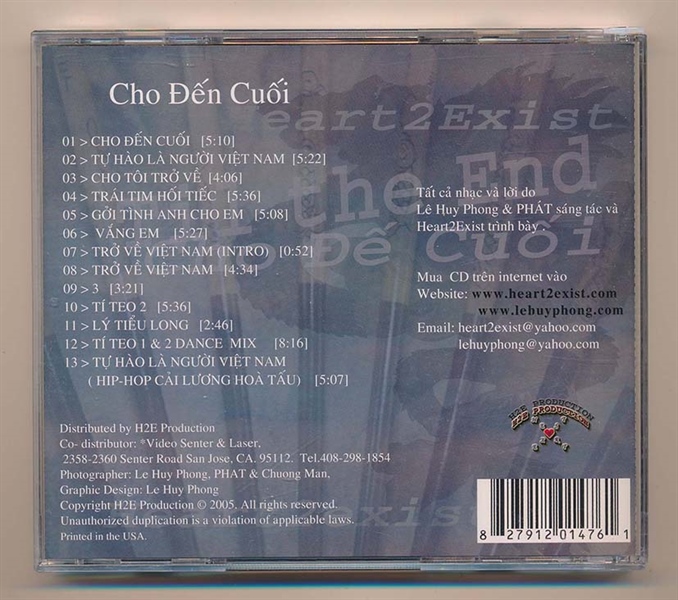 Cho Đến Cuối
Heart2Exist
01 > CHO ĐẾN CUỐI [5:10]
02 > TỰ HÀO LÀ NGƯỜI VIỆT NAM [5:22]
03 > CHO TÔI TRỞ VỀ [4:06]
04 > TRÁI TIM HỐI TIẾC [5:36]
05 > GỞI TÌNH ANH CHO EM [5:08]
06 > VẮNG EM [5:27]
07 > TRỞ VỀ VIỆT NAM (INTRO) [0:52]
08 > TRỞ VỀ VIỆT NAM [4:34]
09 > 3 [3:21]
10 > TÍ TEO 2 [5:36]
11 > LÝ TIỂU LONG [2:46]
12 > TÍ TEO 1 & 2 DANCE MIX [8:16]
13 > TỰ HÀO LÀ NGƯỜI VIỆT NAM
( HIP-HOP CẢI LƯƠNG HOÀ TẤU ) [5:07]
the End
Đế Cuối
Tất cả nhạc và lời do
Lê Huy Phong & PHÁT sáng tác và
Heart2Exist trình bày .
Mua CD trên internet vào
Website: www.heart2exist.com
www.lehuyphong.com
Email: heart2exist@yahoo.com
lehuyphong@yahoo.com
H2E PRODUCTION
Distributed by H2E Production
Co- distributor: *Video Senter & Laser,
2358-2360 Senter Road San Jose, CA. 95112. Tel.408-298-1854
Photographer: Le Huy Phong, PHAT & Chuong Man,
Graphic Design: Le Huy Phong
Copyright H2E Production © 2005. All rights reserved.
Unauthorized duplication is a violation of applicable laws.
Printed in the USA.
8 27912 01476 1